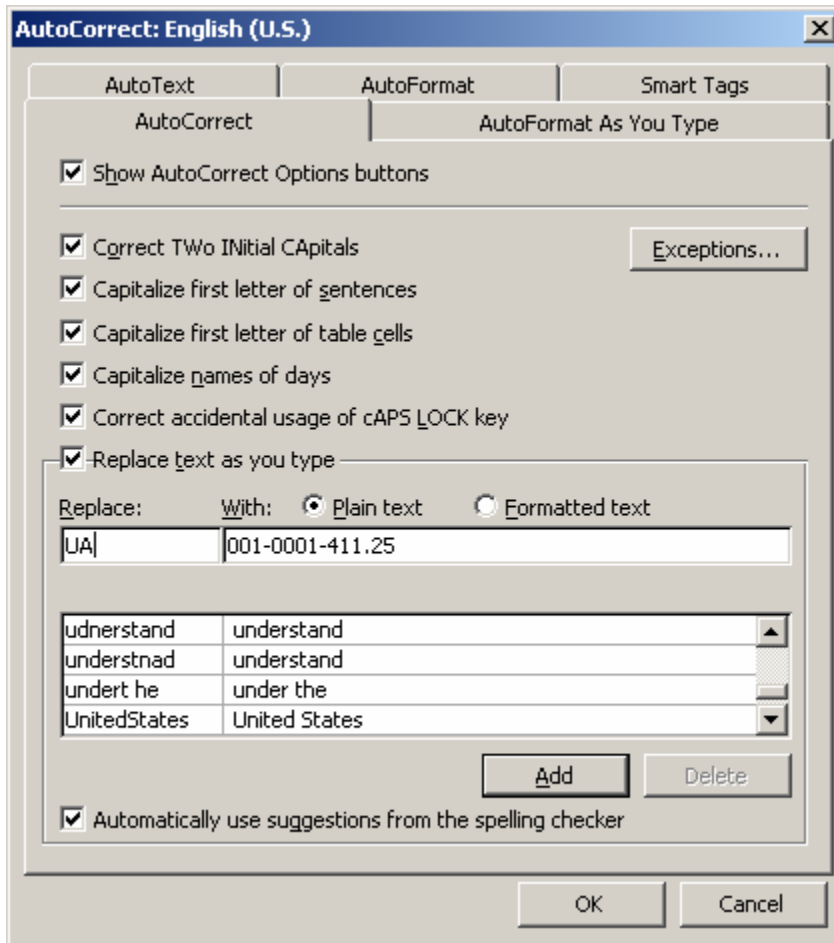 AutoCorrect: English (U.S.)
AutoText AutoFormat Smart Tags
AutoCorrect AutoFormat As You Type
Show AutoCorrect Options buttons
Correct TWo INitial CApitals Exceptions...
Capitalize first letter of sentences
Capitalize first letter of table cells
Capitalize names of days
Correct accidental usage of cAPS LOCK key
Replace text as you type
Replace: With: Plain text Formatted text
UA 001-0001-411.25
udnerstand understand
understnad understand
undert he under the
UnitedStates United States
Add Delete
Automatically use suggestions from the spelling checker
OK Cancel